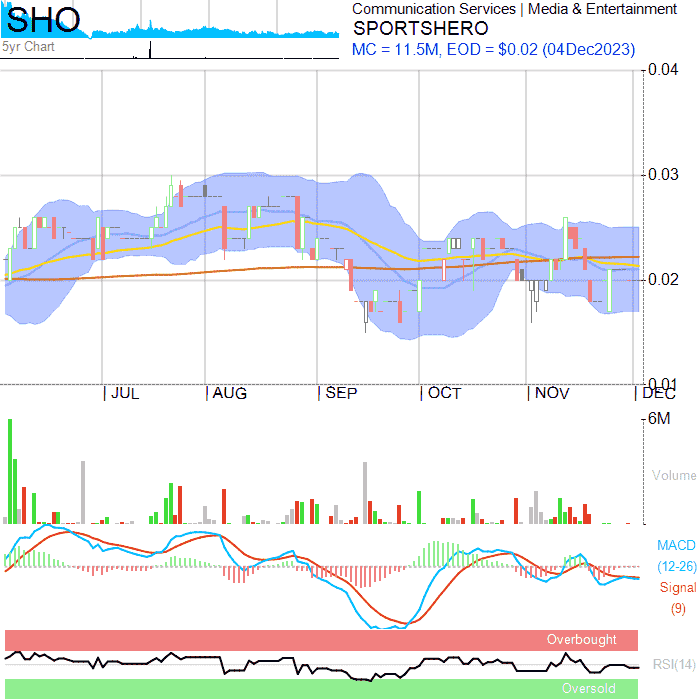 SHO
Communication Services | Media & Entertainment
SPORTSHERO
5yr Chart
MC = 11.5M, EOD = $0.02 (04Dec2023)
0.04
0.03
0.02
0.01
JUL AUG SEP OCT NOV DEC
6M
Volume
MACD
(12-26)
Signal
(9)
Overbought
RSI(14)
Oversold